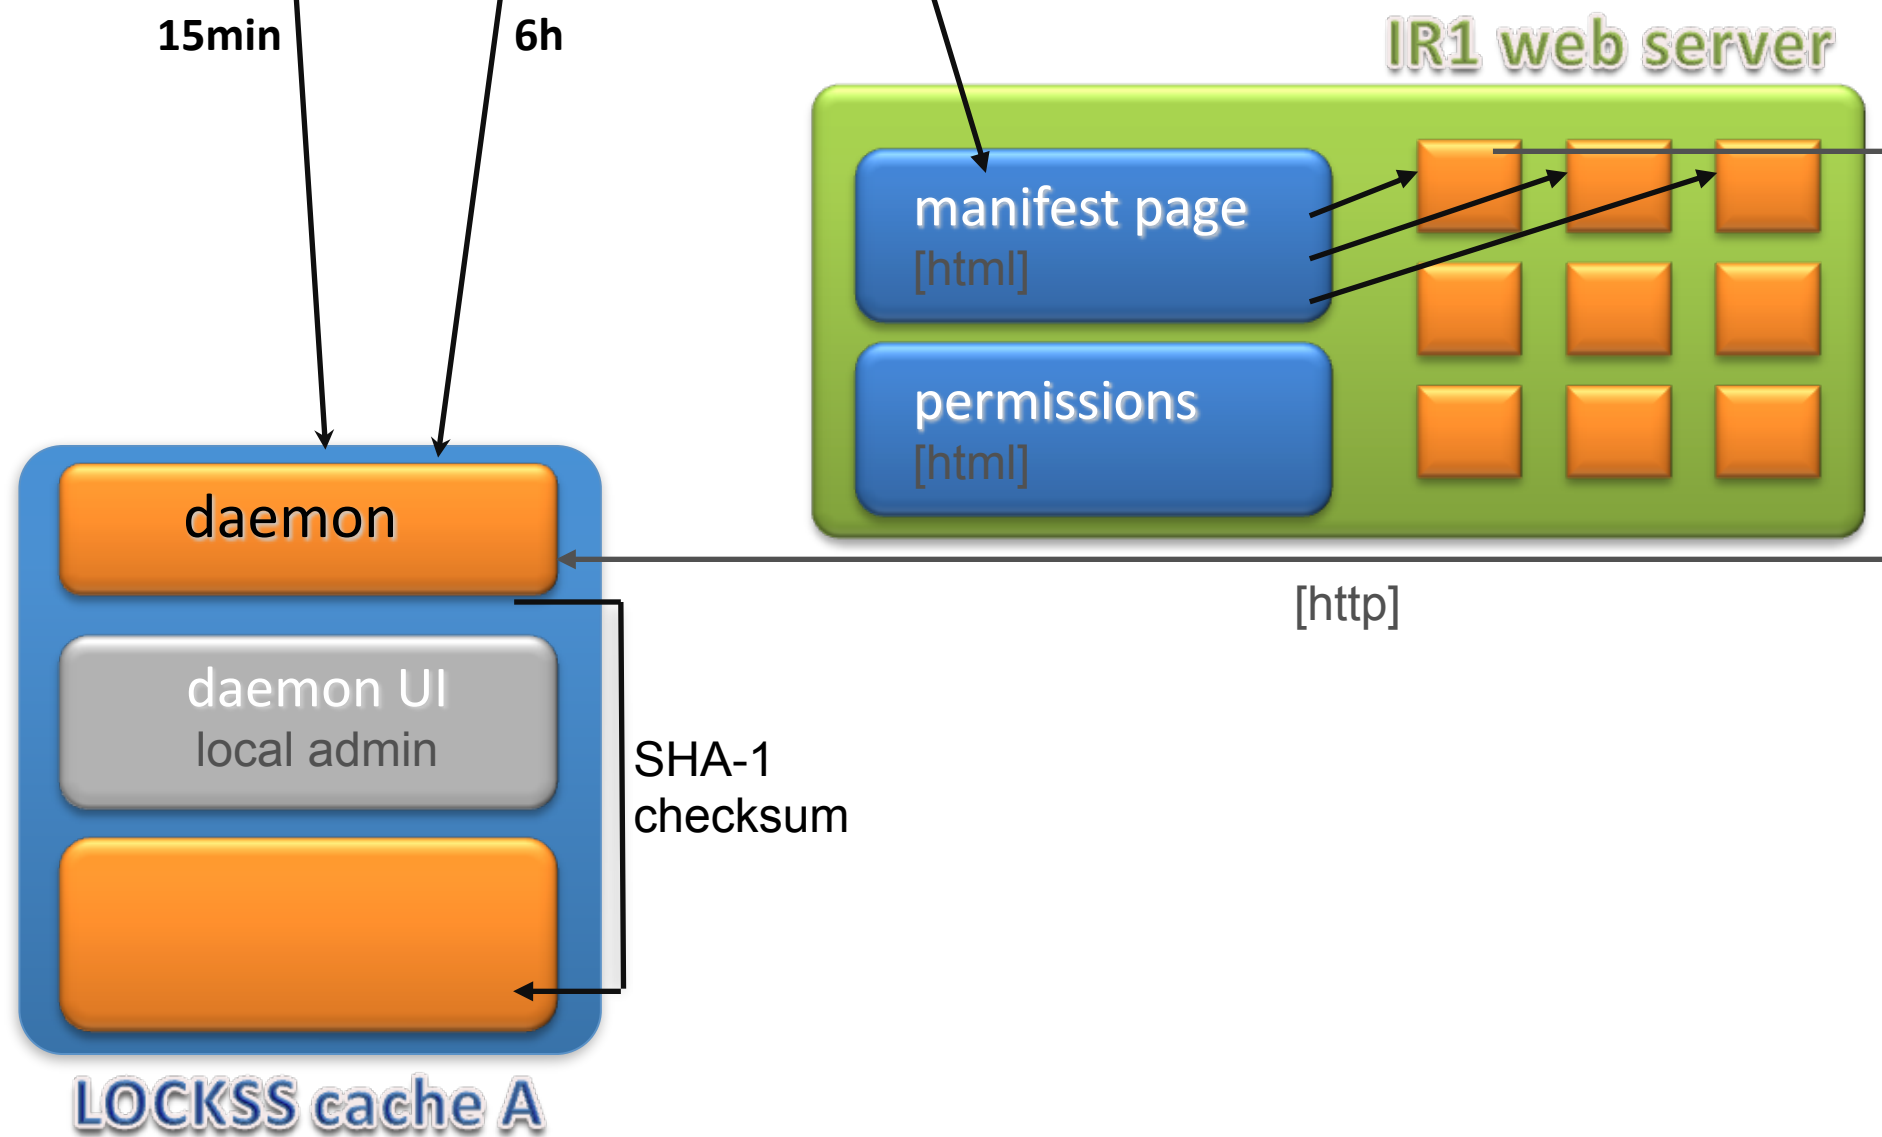 15min
6h
IR1 web server
manifest page
[html]
permissions
[html]
[http]
daemon
daemon UI
local admin
SHA-1
checksum
LOCKSS cache A